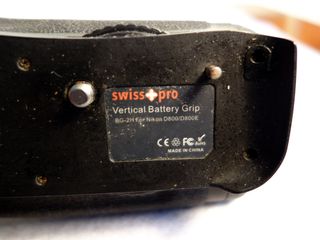 swiss pro
Vertical Battery Grip
BG-2H For Nikon D800/D800E
CE FC
MADE IN CHINA